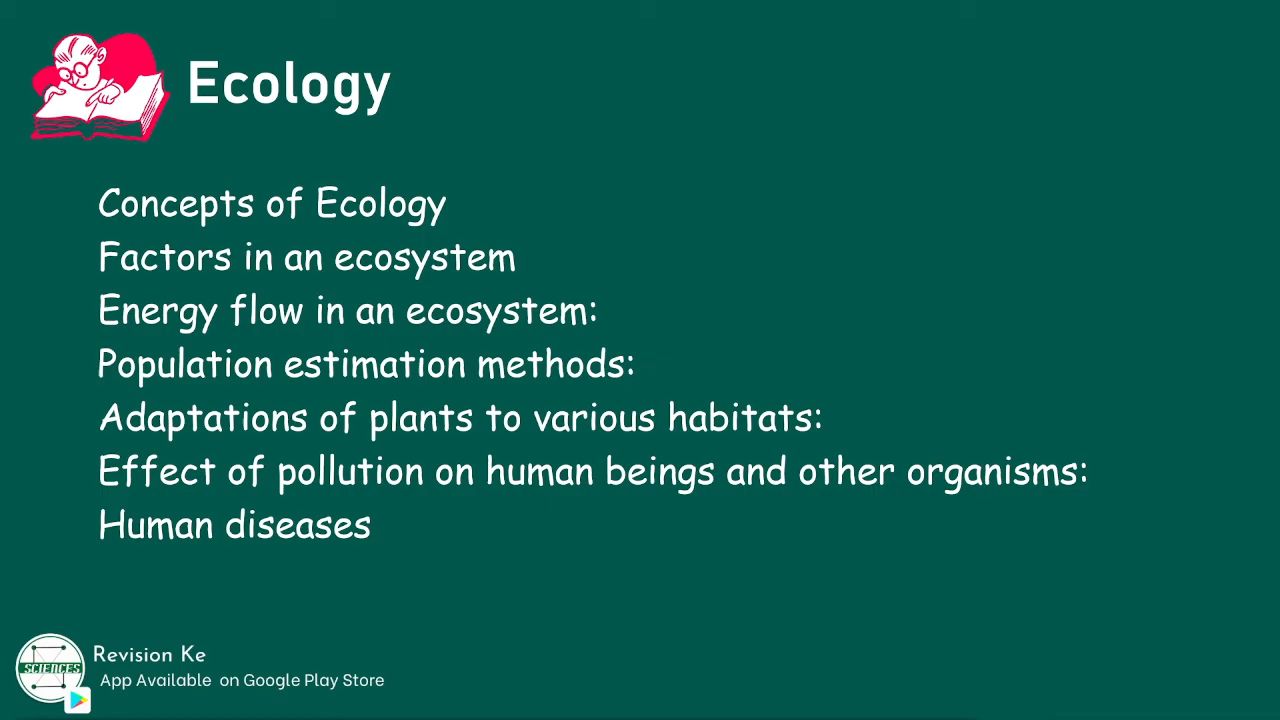 Ecology
Concepts of Ecology
Factors in an ecosystem
Energy flow in an ecosystem:
Population estimation methods:
Adaptations of plants to various habitats:
Effect of pollution on human beings and other organisms:
Human diseases
SCIENCES
Revision Ke
App Available on Google Play Store